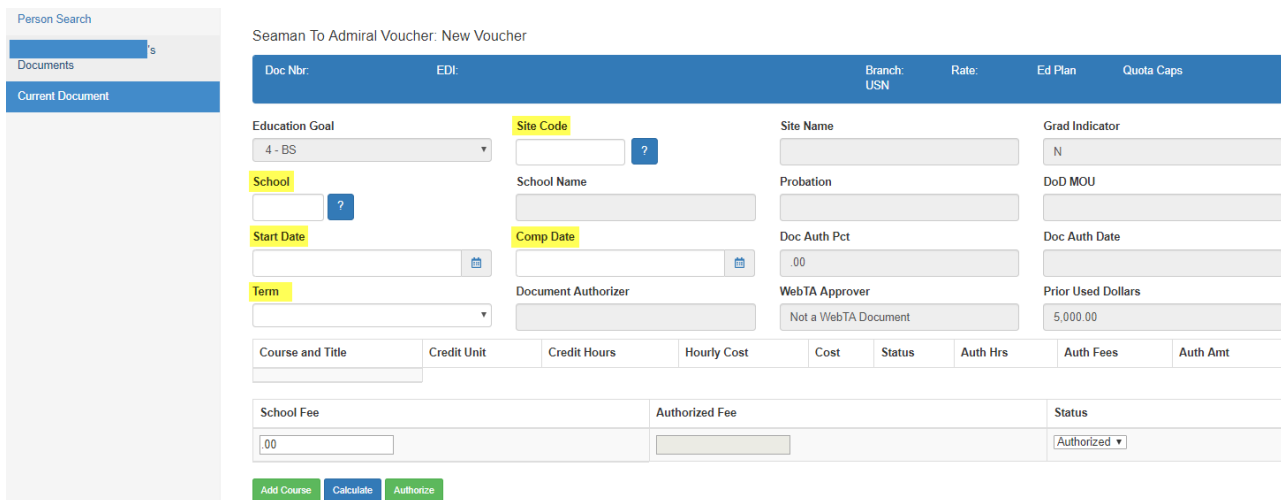 Person Search
's
Documents
Current Document
Seaman To Admiral Voucher: New Voucher
Doc Nbr: EDI: Branch: Rate: Ed Plan Quota Caps
USN
Education Goal Site Code Site Name Grad Indicator
4 - BS ? N
School School Name Probation DoD MOU
?
Start Date Comp Date Doc Auth Pct Doc Auth Date
.00
Term Document Authorizer WebTA Approver Prior Used Dollars
Not a WebTA Document 5,000.00
Course and Title Credit Unit Credit Hours Hourly Cost Cost Status Auth Hrs Auth Fees Auth Amt
School Fee Authorized Fee Status
.00 Authorized
Add Course Calculate Authorize